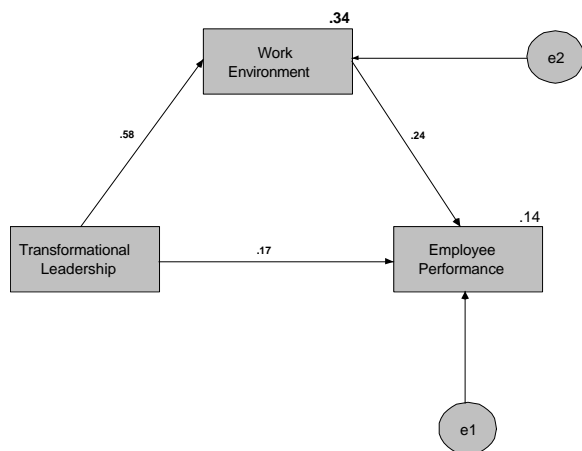 .34
Work
Environment
e2
.58
.24
.14
Transformational
Leadership
.17
Employee
Performance
e1